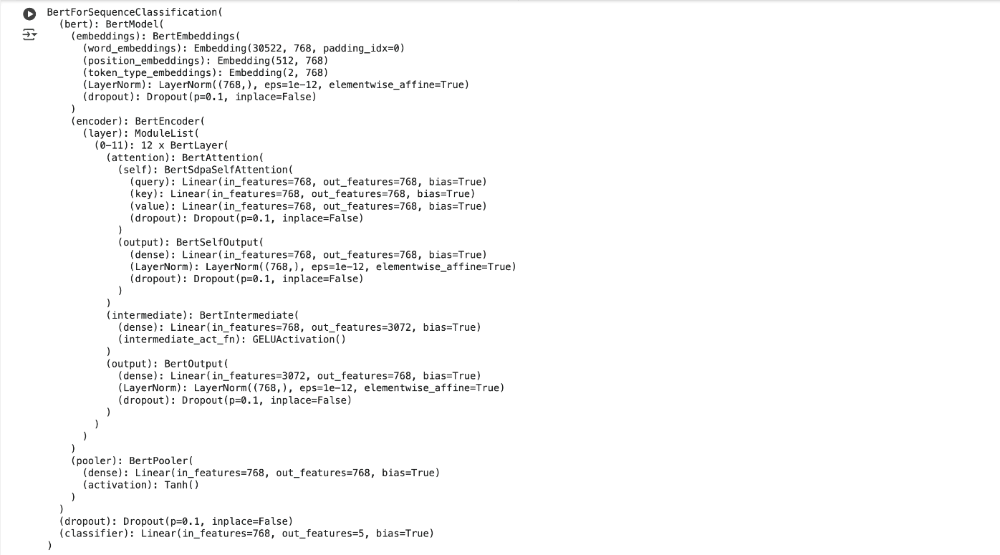 BertForSequenceClassification(
  (bert): BertModel(
    (embeddings): BertEmbeddings(
      (word_embeddings): Embedding(30522, 768, padding_idx=0)
      (position_embeddings): Embedding(512, 768)
      (token_type_embeddings): Embedding(2, 768)
      (LayerNorm): LayerNorm((768,), eps=1e-12, elementwise_affine=True)
      (dropout): Dropout(p=0.1, inplace=False)
    )
    (encoder): BertEncoder(
      (layer): ModuleList(
        (0-11): 12 x BertLayer(
          (attention): BertAttention(
            (self): BertSdpaSelfAttention(
              (query): Linear(in_features=768, out_features=768, bias=True)
              (key): Linear(in_features=768, out_features=768, bias=True)
              (value): Linear(in_features=768, out_features=768, bias=True)
              (dropout): Dropout(p=0.1, inplace=False)
            )
            (output): BertSelfOutput(
              (dense): Linear(in_features=768, out_features=768, bias=True)
              (LayerNorm): LayerNorm((768,), eps=1e-12, elementwise_affine=True)
              (dropout): Dropout(p=0.1, inplace=False)
            )
          )
          (intermediate): BertIntermediate(
            (dense): Linear(in_features=768, out_features=3072, bias=True)
            (intermediate_act_fn): GELUActivation()
          )
          (output): BertOutput(
            (dense): Linear(in_features=3072, out_features=768, bias=True)
            (LayerNorm): LayerNorm((768,), eps=1e-12, elementwise_affine=True)
            (dropout): Dropout(p=0.1, inplace=False)
          )
        )
      )
    )
    (pooler): BertPooler(
      (dense): Linear(in_features=768, out_features=768, bias=True)
      (activation): Tanh()
    )
  )
  (dropout): Dropout(p=0.1, inplace=False)
  (classifier): Linear(in_features=768, out_features=5, bias=True)
)